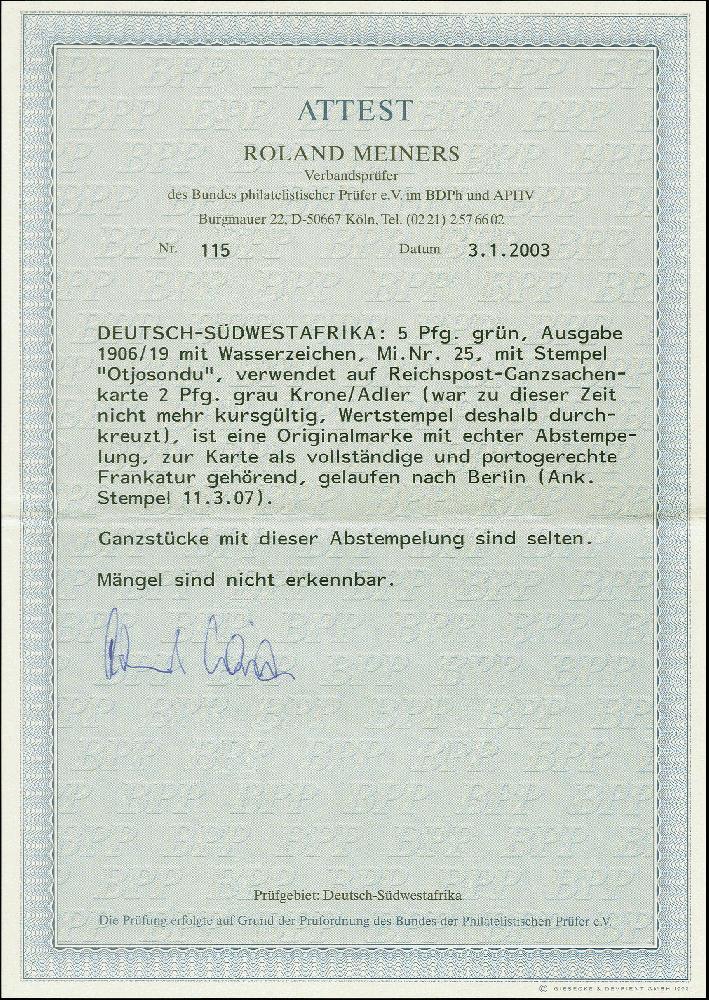 ATTEST
ROLAND MEINERS
Verbandsprüfer
des Bundes philatelistischer Prüfer e.V. im BDPh und APHV
Burgmauer 22, D-50667 Köln, Tel. (02 21) 2 57 66 02
Nr. 115 Datum 3.1.2003
DEUTSCH-SÜDWESTAFRIKA: 5 Pfg. grün, Ausgabe
1906/19 mit Wasserzeichen, Mi.Nr. 25, mit Stempel
"Otjosondu", verwendet auf Reichspost-Ganzsachen-
karte 2 Pfg. grau Krone/Adler (war zu dieser Zeit
nicht mehr kursgültig, Wertstempel deshalb durch-
kreuzt), ist eine Originalmarke mit echter Abstempe-
lung, zur Karte als vollständige und portogerechte
Frankatur gehörend, gelaufen nach Berlin (Ank.
Stempel 11.3.07).
Ganzstücke mit dieser Abstempelung sind selten.
Mängel sind nicht erkennbar.
Prüfgebiet: Deutsch-Südwestafrika
Die Prüfung erfolgte auf Grund der Prüfordnung des Bundes der Philatelistischen Prüfer e.V.
© GIESECKE & DEVRIENT GMBH